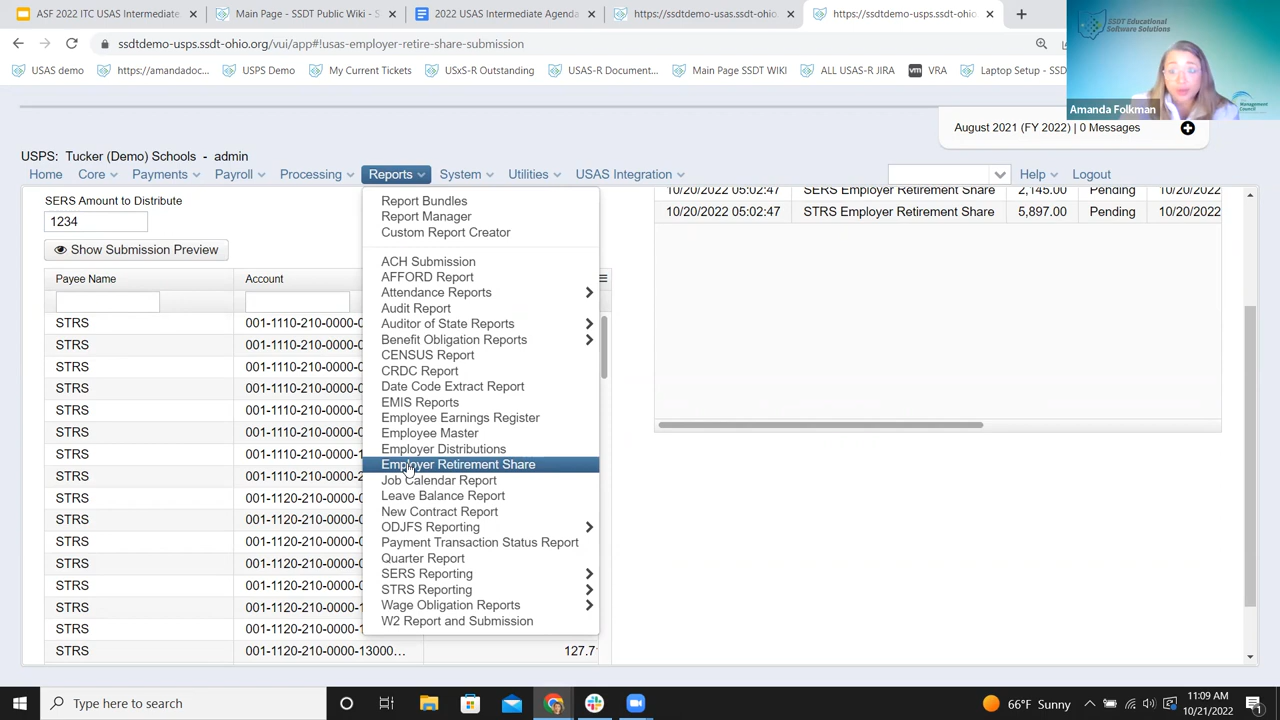 ASF 2022 ITC USAS Intermediate
Main Page - SSDT Public Wiki -
2022 USAS Intermediate Agenda
https://ssdtdemo-usas.ssdt-ohio.
https://ssdtdemo-usps.ssdt-ohio.
SSDT Educational
Software Solutions
ssdtdemo-usps.ssdt-ohio.org/vui/app#!usas-employer-retire-share-submission
USAS demo
https://amandadoc...
USPS Demo
My Current Tickets
USxS-R Outstanding
USAS-R Document...
Main Page SSDT WIKI
ALL USAS-R JIRA
vm VRA
Laptop Setup - SSD
Management
Council
Amanda Folkman
August 2021 (FY 2022) | 0 Messages
USPS: Tucker (Demo) Schools - admin
Home Core Payments Payroll Processing Reports System Utilities USAS Integration Help Logout
SERS Amount to Distribute
1234
Show Submission Preview
Payee Name Account
STRS 001-1110-210-0000-0
STRS 001-1110-210-0000-0
STRS 001-1110-210-0000-0
STRS 001-1110-210-0000-0
STRS 001-1110-210-0000-0
STRS 001-1110-210-0000-0
STRS 001-1110-210-0000-1
STRS 001-1110-210-0000-2
STRS 001-1120-210-0000-0
STRS 001-1120-210-0000-0
STRS 001-1120-210-0000-0
STRS 001-1120-210-0000-0
STRS 001-1120-210-0000-0
STRS 001-1120-210-0000-1
STRS 001-1120-210-0000-1
STRS 001-1120-210-0000-13000... 127.7
Report Bundles
Report Manager
Custom Report Creator
ACH Submission
AFFORD Report
Attendance Reports
Audit Report
Auditor of State Reports
Benefit Obligation Reports
CENSUS Report
CRDC Report
Date Code Extract Report
EMIS Reports
Employee Earnings Register
Employee Master
Employer Distributions
Employer Retirement Share
Job Calendar Report
Leave Balance Report
New Contract Report
ODJFS Reporting
Payment Transaction Status Report
Quarter Report
SERS Reporting
STRS Reporting
Wage Obligation Reports
W2 Report and Submission
10/20/2022 05:02:47 SERS Employer Retirement Share 2,145.00 Pending 10/20/2022
10/20/2022 05:02:47 STRS Employer Retirement Share 5,897.00 Pending 10/20/2022
Type here to search
66°F Sunny
11:09 AM
10/21/2022
1